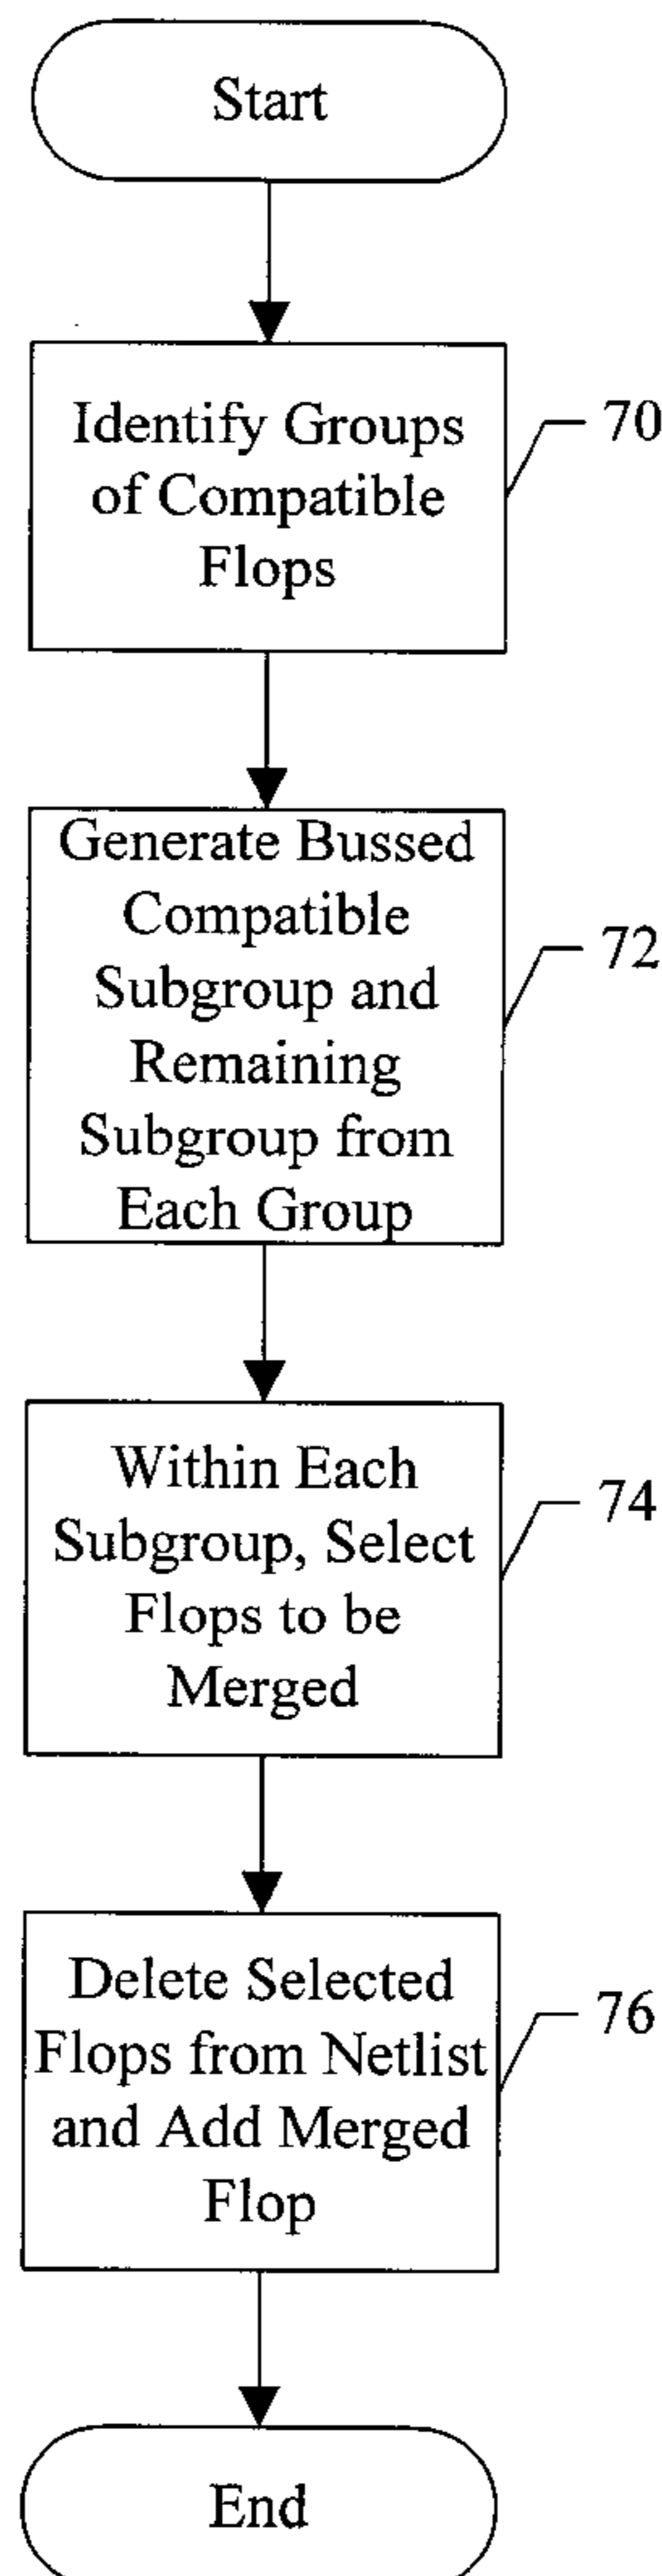 Start
Identify Groups
of Compatible
Flops
70
Generate Bussed
Compatible
Subgroup and
Remaining
Subgroup from
Each Group
72
Within Each
Subgroup, Select
Flops to be
Merged
74
Delete Selected
Flops from Netlist
and Add Merged
Flop
76
End